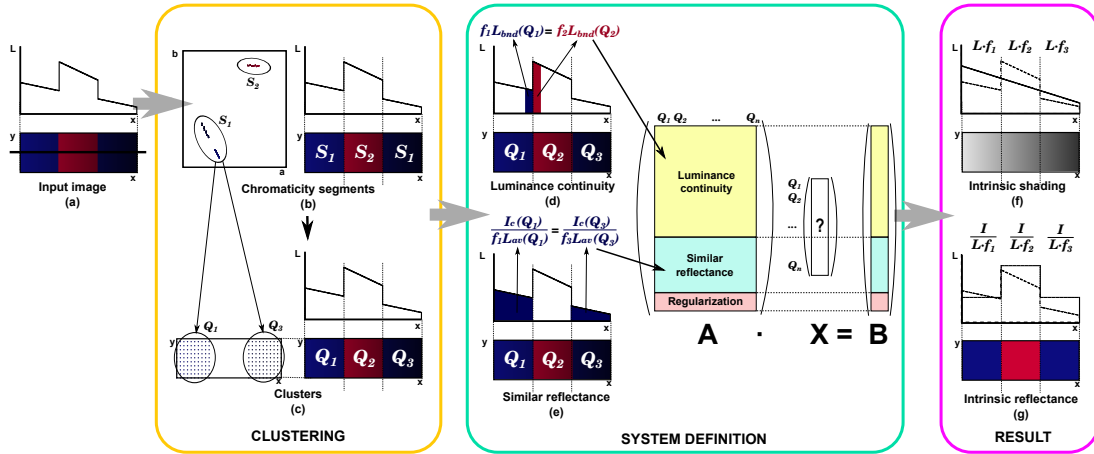 L
x
y
x
Input image
(a)
b
S2
S1
a
L
x
y
S1 S2 S1
x
Chromaticity segments
(b)
Q1 Q3
y
x
L
x
y
Q1 Q2 Q3
x
Clusters
(c)
CLUSTERING
f1Lbnd(Q1) = f2Lbnd(Q2)
L
x
y
Q1 Q2 Q3
x
Luminance continuity
(d)
Ic(Q1) / f1Lav(Q1) = Ic(Q3) / f3Lav(Q3)
L
x
y
Q1 Q2 Q3
x
Similar reflectance
(e)
Q1 Q2 ... Qn
Luminance
continuity
Similar
reflectance
Regularization
Q1
Q2
...
Qn
?
A · X = B
SYSTEM DEFINITION
L·f1 L·f2 L·f3
L
x
y
x
Intrinsic shading
(f)
I / L·f1 I / L·f2 I / L·f3
L
x
y
x
Intrinsic reflectance
(g)
RESULT